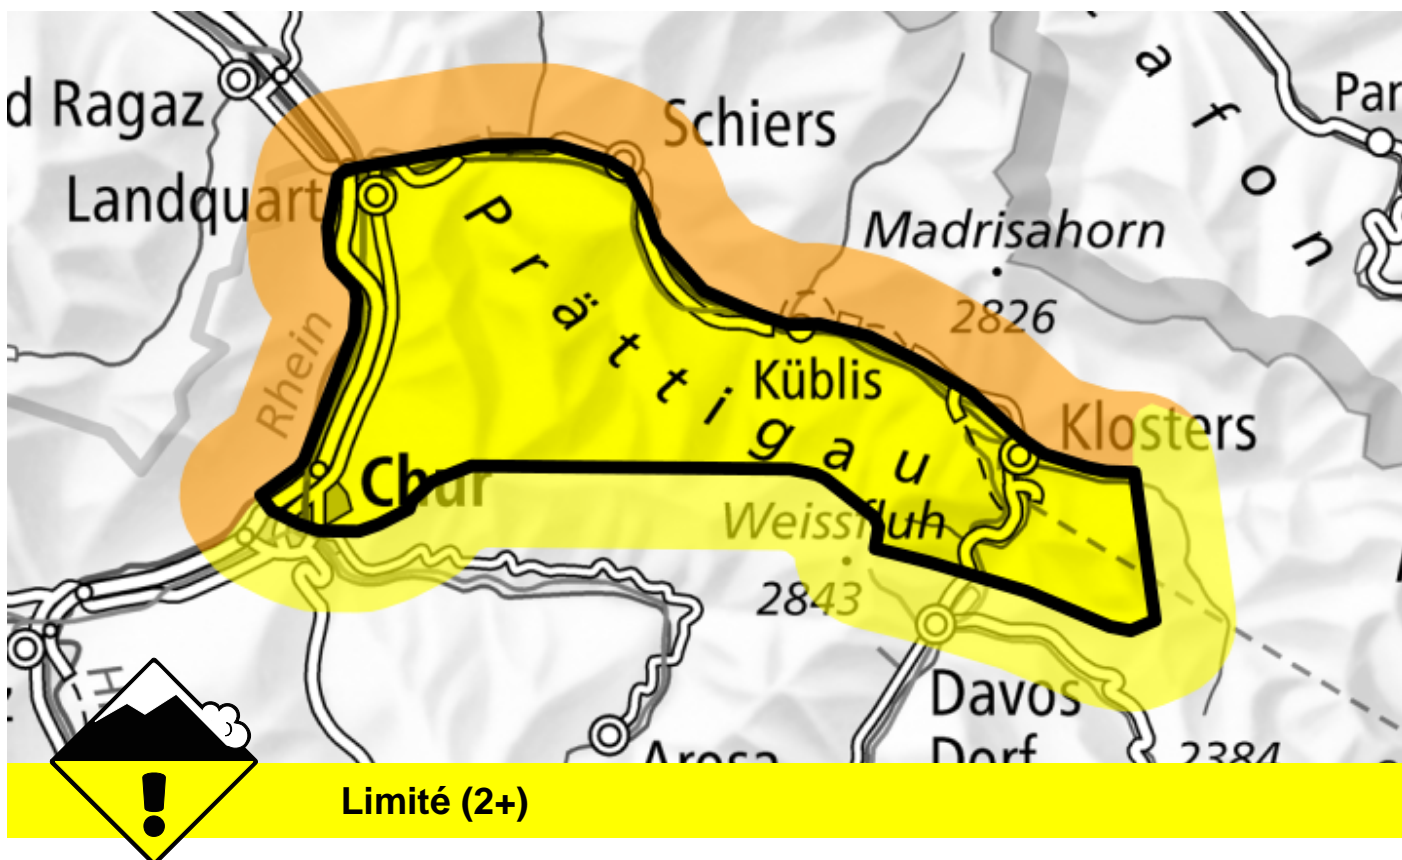 d Ragaz
Schiers
Par
a f o n
Landquart
Prättigau
Madrisahorn
2826
Rhein
Küblis
Klosters
Chur
Weissfluh
2843
Davos
Dorf
Arosa
2384
Limité (2+)